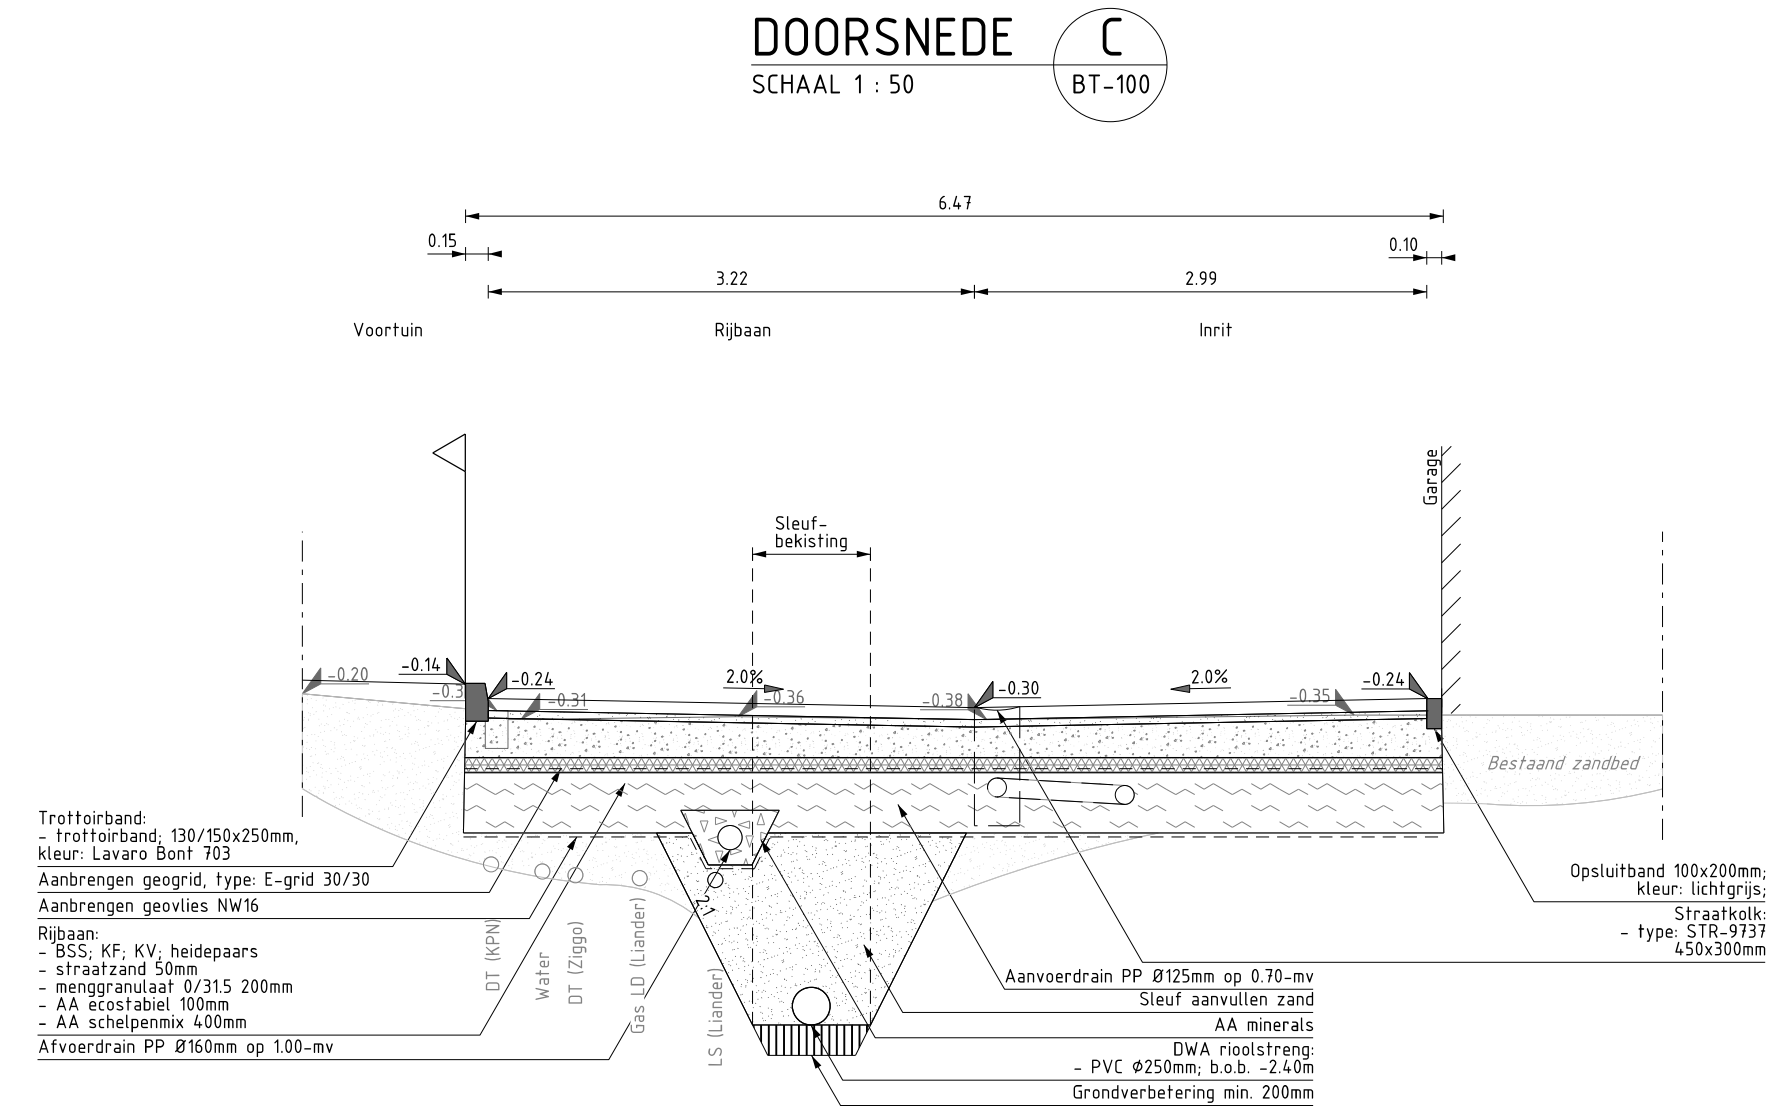 DOORSNEDE
C
SCHAAL 1 : 50
BT-100
6.47
0.15
0.10
3.22
2.99
Voortuin
Rijbaan
Inrit
Garage
Sleuf-
bekisting
-0.20
-0.14
-0.3
-0.24
-0.31
2.0%
-0.36
-0.38
-0.30
2.0%
-0.35
-0.24
Bestaand zandbed
Trottoirband:
- trottoirband; 130/150x250mm,
kleur: Lavaro Bont 703
Aanbrengen geogrid, type: E-grid 30/30
Aanbrengen geovlies NW16
Rijbaan:
- BSS; KF; KV; heidepaars
- straatzand 50mm
- menggranulaat 0/31.5 200mm
- AA ecostabiel 100mm
- AA schelpenmix 400mm
Afvoerdrain PP Ø160mm op 1.00-mv
DT (KPN)
Water
DT (Ziggo)
Gas LD (Liander)
LS (Liander)
2:1
Opsluitband 100x200mm;
kleur: lichtgrijs;
Straatkolk:
- type: STR-9737
450x300mm
Aanvoerdrain PP Ø125mm op 0.70-mv
Sleuf aanvullen zand
AA minerals
DWA rioolstreng:
- PVC Ø250mm; b.o.b. -2.40m
Grondverbetering min. 200mm